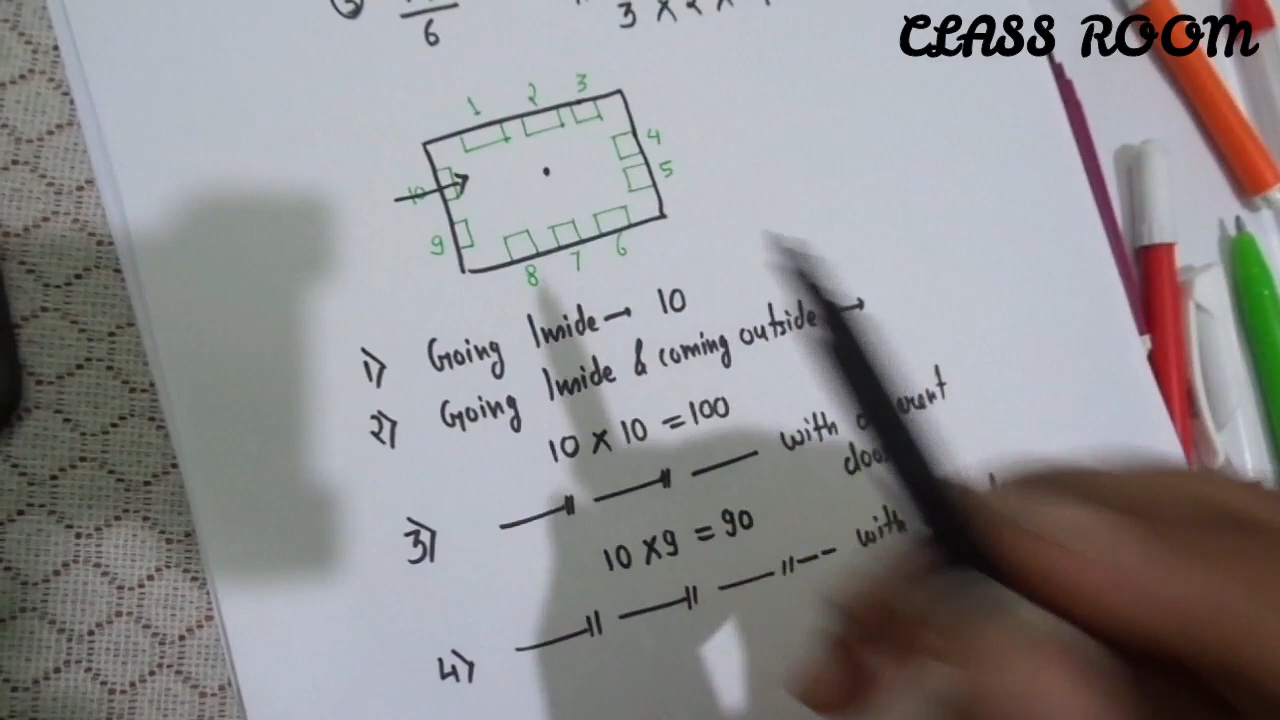 CLASS ROOM
6
1 2 3
4
5
10
9
8 7 6
1) Going Inside → 10
2) Going Inside & coming outside →
10 × 10 = 100
3) —— 〃 —— 〃 —— with
10 × 9 = 90
4) —— 〃 —— 〃 —— 〃 -- with